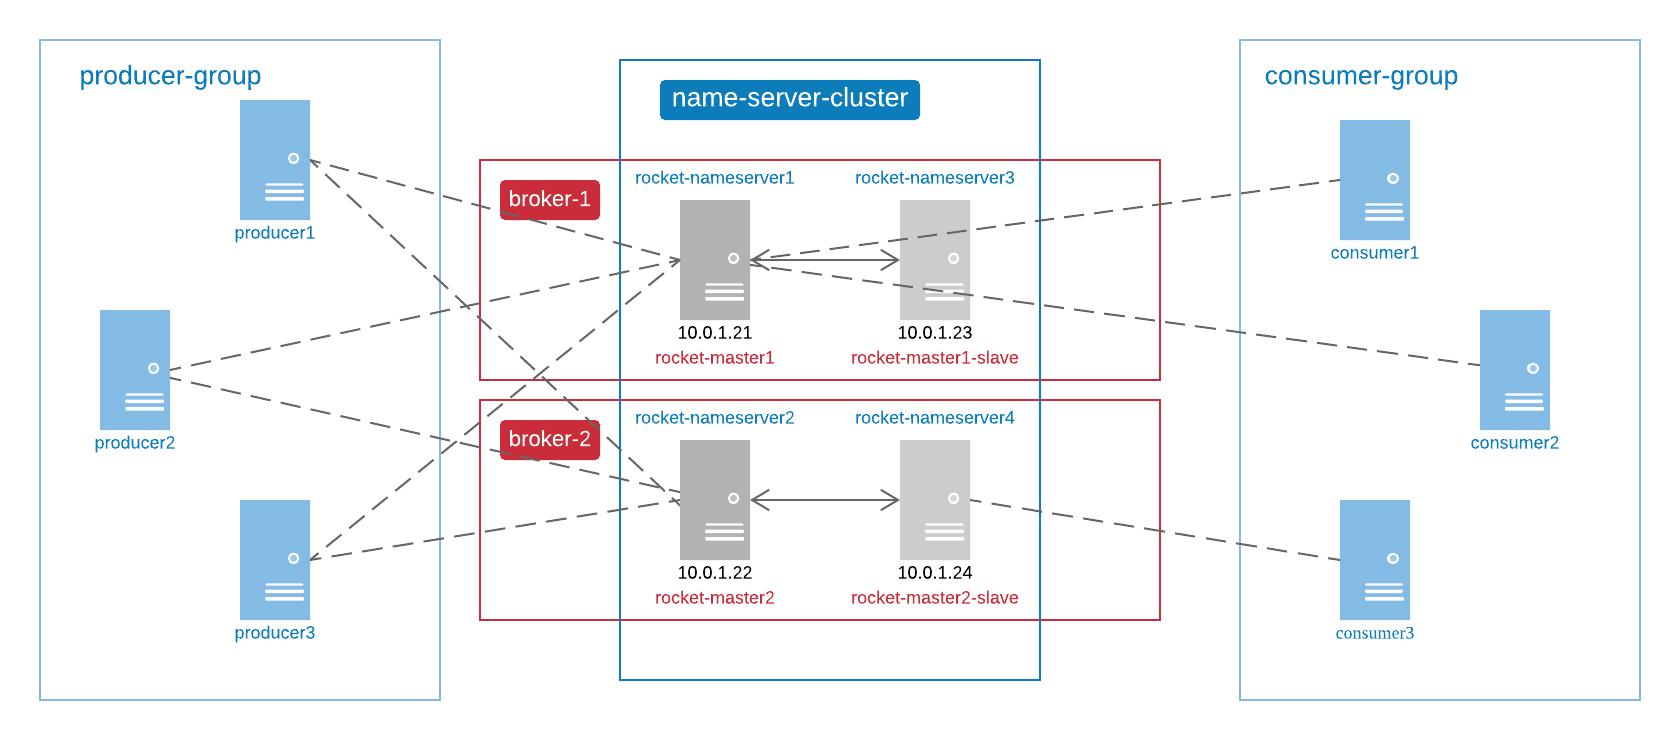 producer-group
producer1
producer2
producer3
name-server-cluster
broker-1
rocket-nameserver1
rocket-nameserver3
10.0.1.21
10.0.1.23
rocket-master1
rocket-master1-slave
broker-2
rocket-nameserver2
rocket-nameserver4
10.0.1.22
10.0.1.24
rocket-master2
rocket-master2-slave
consumer-group
consumer1
consumer2
consumer3